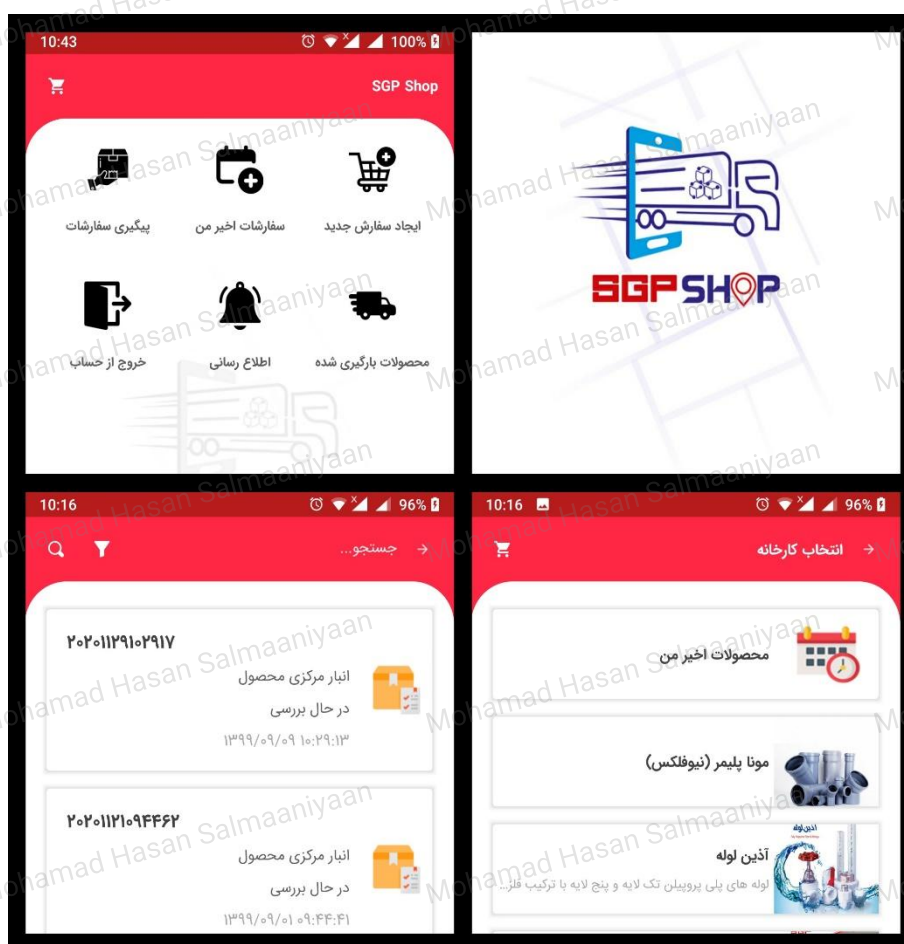 10:43
100%
SGP Shop
ایجاد سفارش جدید
سفارشات اخیر من
پیگیری سفارشات
محصولات بارگیری شده
اطلاع رسانی
خروج از حساب
SGP SHOP
10:16
96%
جستجو...
۲۰۲۰۱۱۲۹۱۰۲۹۱۷
انبار مرکزی محصول
در حال بررسی
۱۳۹۹/۰۹/۰۹ ۱۰:۲۹:۱۳
۲۰۲۰۱۱۲۱۰۹۴۴۶۲
انبار مرکزی محصول
در حال بررسی
۱۳۹۹/۰۹/۰۱ ۰۹:۴۴:۴۱
10:16
96%
انتخاب کارخانه
محصولات اخیر من
مونا پلیمر (نیوفلکس)
آذین لوله
آذین لوله
لوله های پلی پروپیلن تک لایه و پنج لایه با ترکیب فلز...
Mohamad Hasan Salmaaniyaan